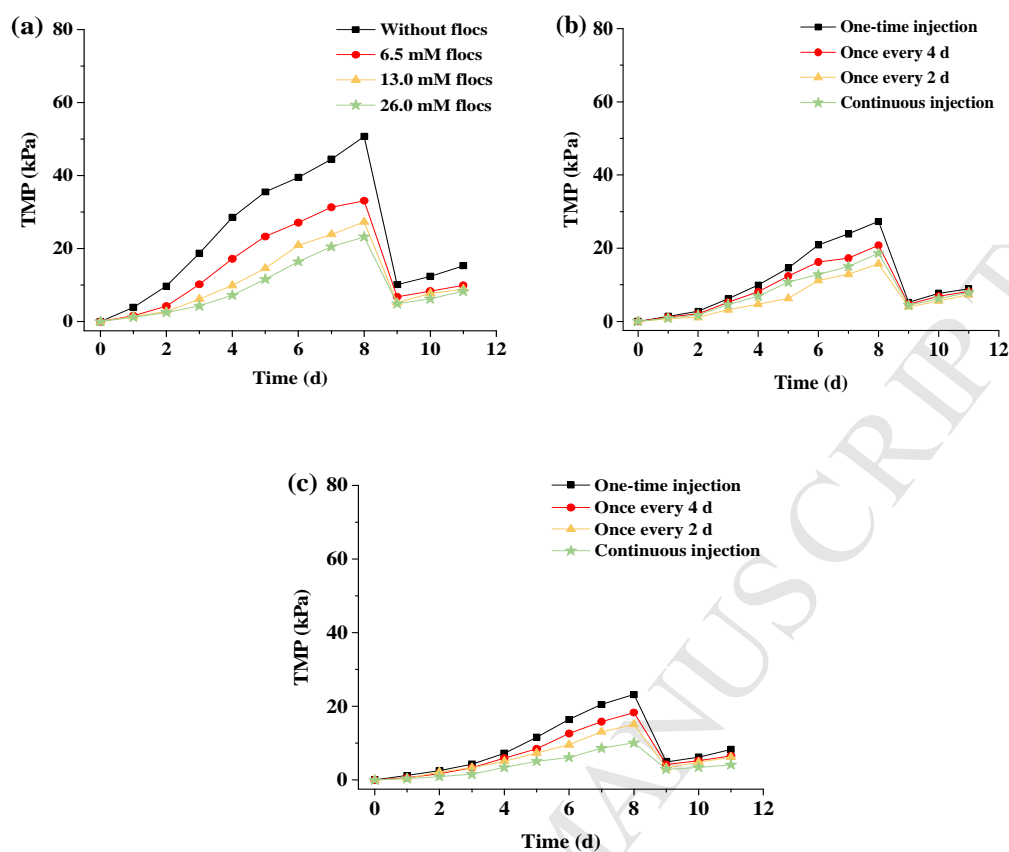 (a)
80
60
40
20
0
TMP (kPa)
Without flocs
6.5 mM flocs
13.0 mM flocs
26.0 mM flocs
0 2 4 6 8 10 12
Time (d)
(b)
80
60
40
20
0
TMP (kPa)
One-time injection
Once every 4 d
Once every 2 d
Continuous injection
0 2 4 6 8 10 12
Time (d)
(c)
80
60
40
20
0
TMP (kPa)
One-time injection
Once every 4 d
Once every 2 d
Continuous injection
0 2 4 6 8 10 12
Time (d)
MANUSCRIPT